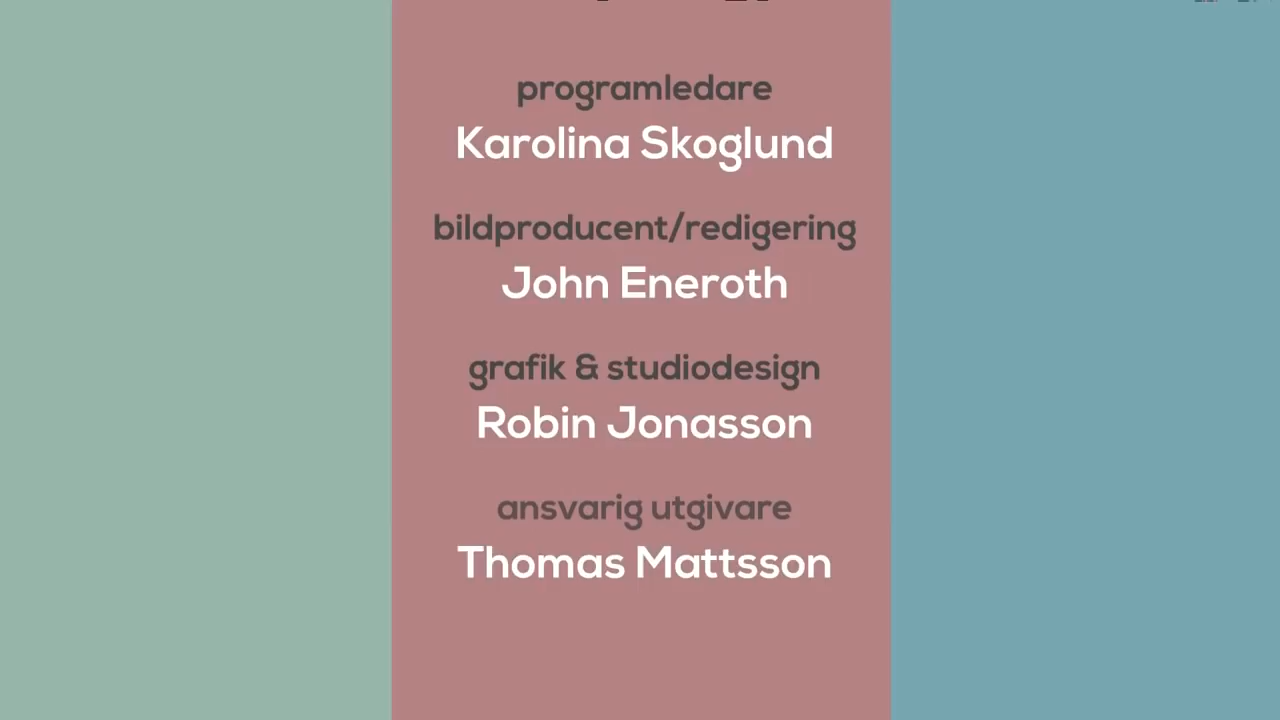 programledare
Karolina Skoglund
bildproducent/redigering
John Eneroth
grafik & studiodesign
Robin Jonasson
ansvarig utgivare
Thomas Mattsson